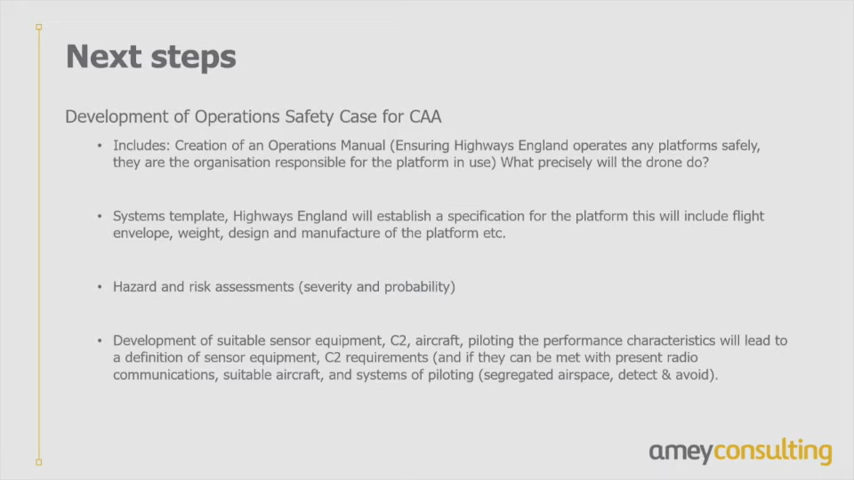 Next steps
Development of Operations Safety Case for CAA
• Includes: Creation of an Operations Manual (Ensuring Highways England operates any platforms safely,
they are the organisation responsible for the platform in use) What precisely will the drone do?
• Systems template, Highways England will establish a specification for the platform this will include flight
envelope, weight, design and manufacture of the platform etc.
• Hazard and risk assessments (severity and probability)
• Development of suitable sensor equipment, C2, aircraft, piloting the performance characteristics will lead to
a definition of sensor equipment, C2 requirements (and if they can be met with present radio
communications, suitable aircraft, and systems of piloting (segregated airspace, detect & avoid).
ameyconsulting